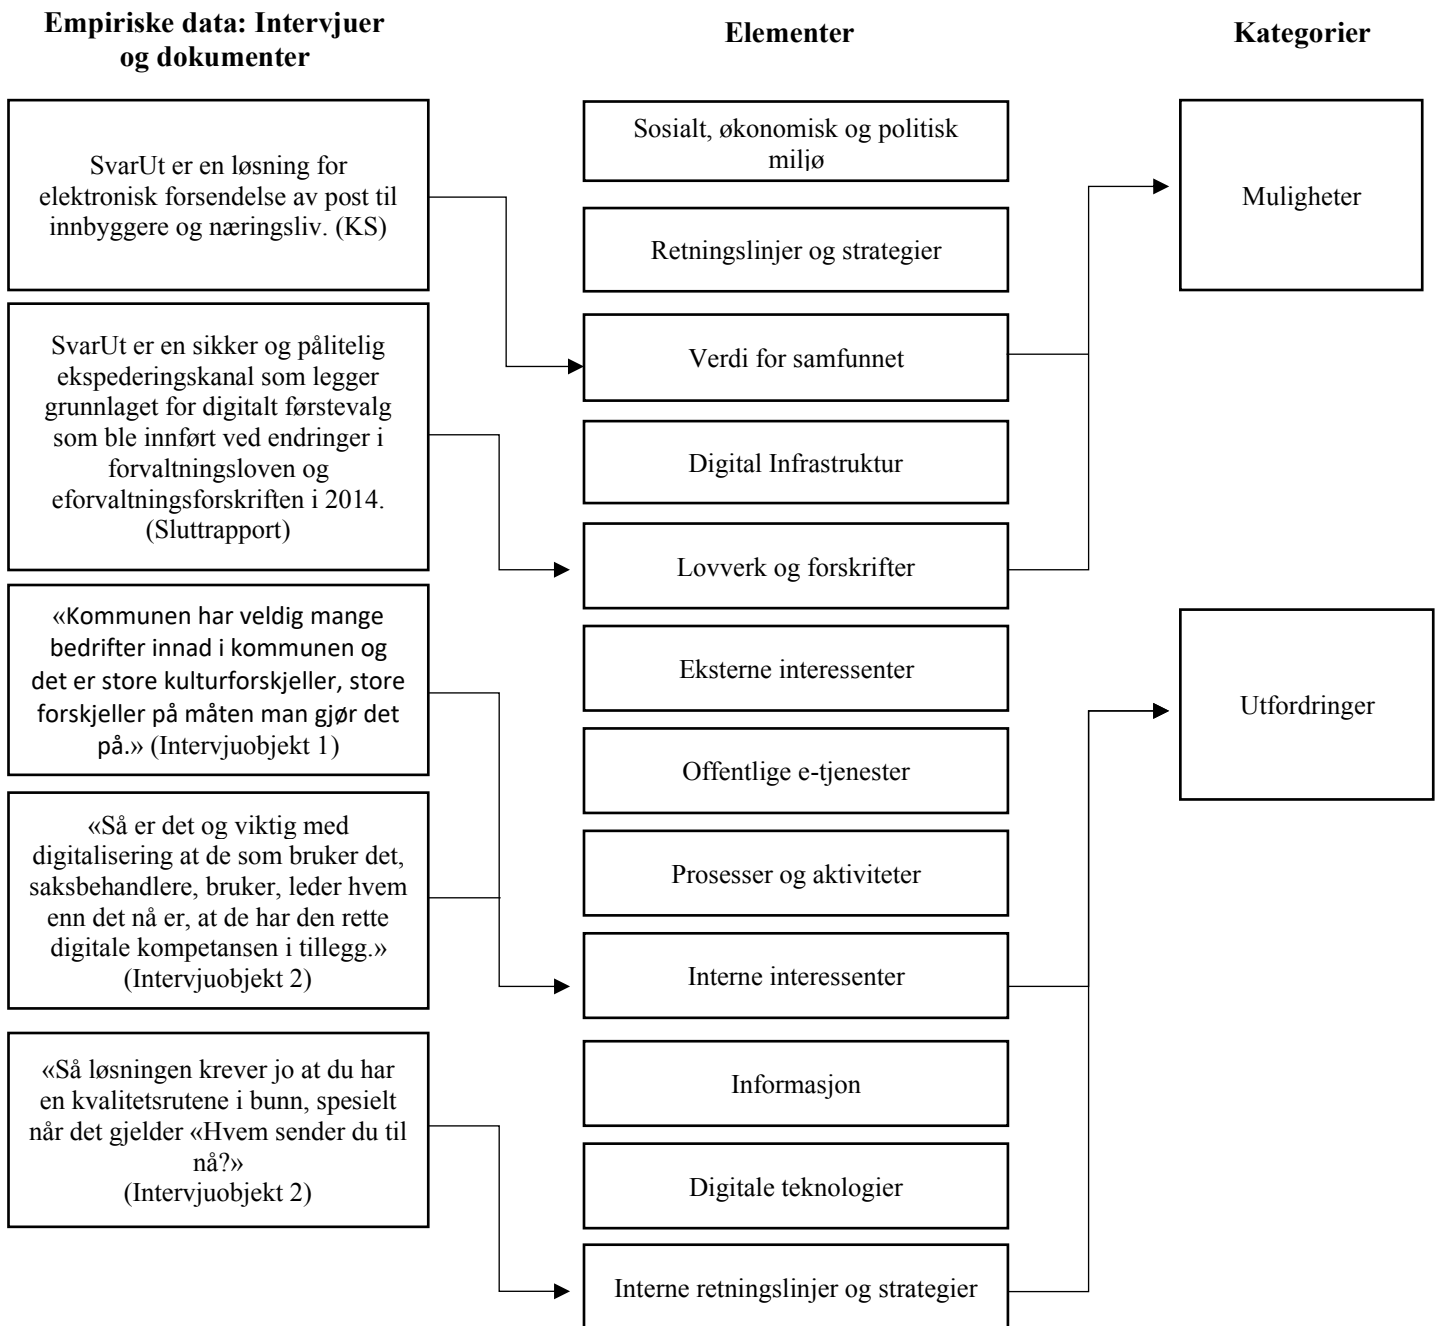 Empiriske data: Intervjuer
og dokumenter
SvarUt er en løsning for
elektronisk forsendelse av post til
innbyggere og næringsliv. (KS)
SvarUt er en sikker og pålitelig
ekspederingskanal som legger
grunnlaget for digitalt førstevalg
som ble innført ved endringer i
forvaltningsloven og
eforvaltningsforskriften i 2014.
(Sluttrapport)
«Kommunen har veldig mange
bedrifter innad i kommunen og
det er store kulturforskjeller, store
forskjeller på måten man gjør det
på.» (Intervjuobjekt 1)
«Så er det og viktig med
digitalisering at de som bruker det,
saksbehandlere, bruker, leder hvem
enn det nå er, at de har den rette
digitale kompetansen i tillegg.»
(Intervjuobjekt 2)
«Så løsningen krever jo at du har
en kvalitetsrutene i bunn, spesielt
når det gjelder «Hvem sender du til
nå?»
(Intervjuobjekt 2)
Elementer
Sosialt, økonomisk og politisk
miljø
Retningslinjer og strategier
Verdi for samfunnet
Digital Infrastruktur
Lovverk og forskrifter
Eksterne interessenter
Offentlige e-tjenester
Prosesser og aktiviteter
Interne interessenter
Informasjon
Digitale teknologier
Interne retningslinjer og strategier
Kategorier
Muligheter
Utfordringer